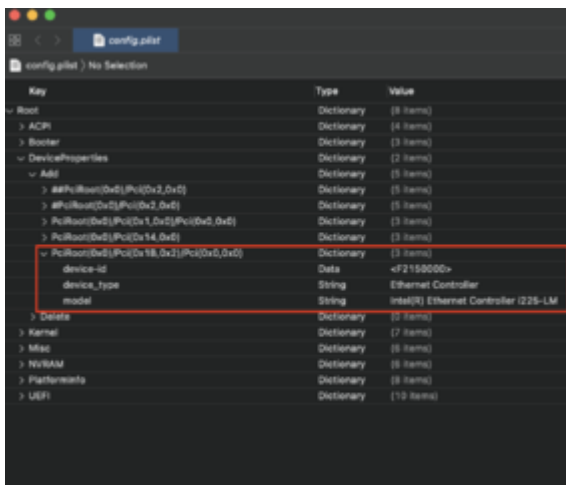 config.plist
config.plist 〉 No Selection
Key Type Value
Root Dictionary (8 items)
ACPI Dictionary (4 items)
Booter Dictionary (3 items)
DeviceProperties Dictionary (2 items)
Add Dictionary (5 items)
##PciRoot(0x0)/Pci(0x2,0x0) Dictionary (5 items)
#PciRoot(0x0)/Pci(0x2,0x0) Dictionary (5 items)
PciRoot(0x0)/Pci(0x1,0x0)/Pci(0x0,0x0) Dictionary (3 items)
PciRoot(0x0)/Pci(0x14,0x0) Dictionary (3 items)
PciRoot(0x0)/Pci(0x1B,0x2)/Pci(0x0,0x0) Dictionary (3 items)
device-id Data <F2150000>
device_type String Ethernet Controller
model String Intel(R) Ethernet Controller i225-LM
Delete Dictionary (0 items)
Kernel Dictionary (7 items)
Misc Dictionary (6 items)
NVRAM Dictionary (6 items)
PlatformInfo Dictionary (8 items)
UEFI Dictionary (10 items)